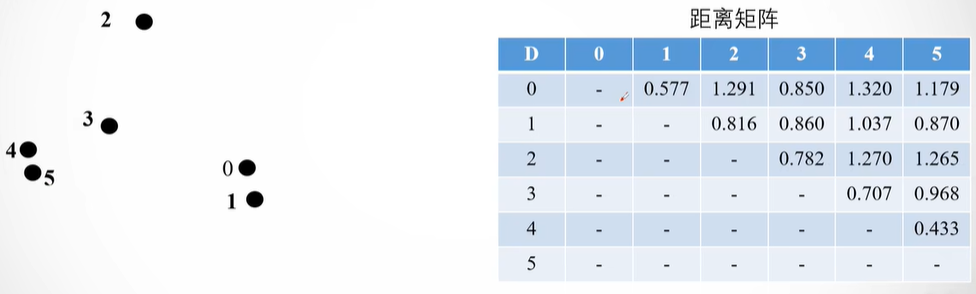 2
3
4
5
0
1
距离矩阵
D 0 1 2 3 4 5
0 - 0.577 1.291 0.850 1.320 1.179
1 - - 0.816 0.860 1.037 0.870
2 - - - 0.782 1.270 1.265
3 - - - - 0.707 0.968
4 - - - - - 0.433
5 - - - - - -